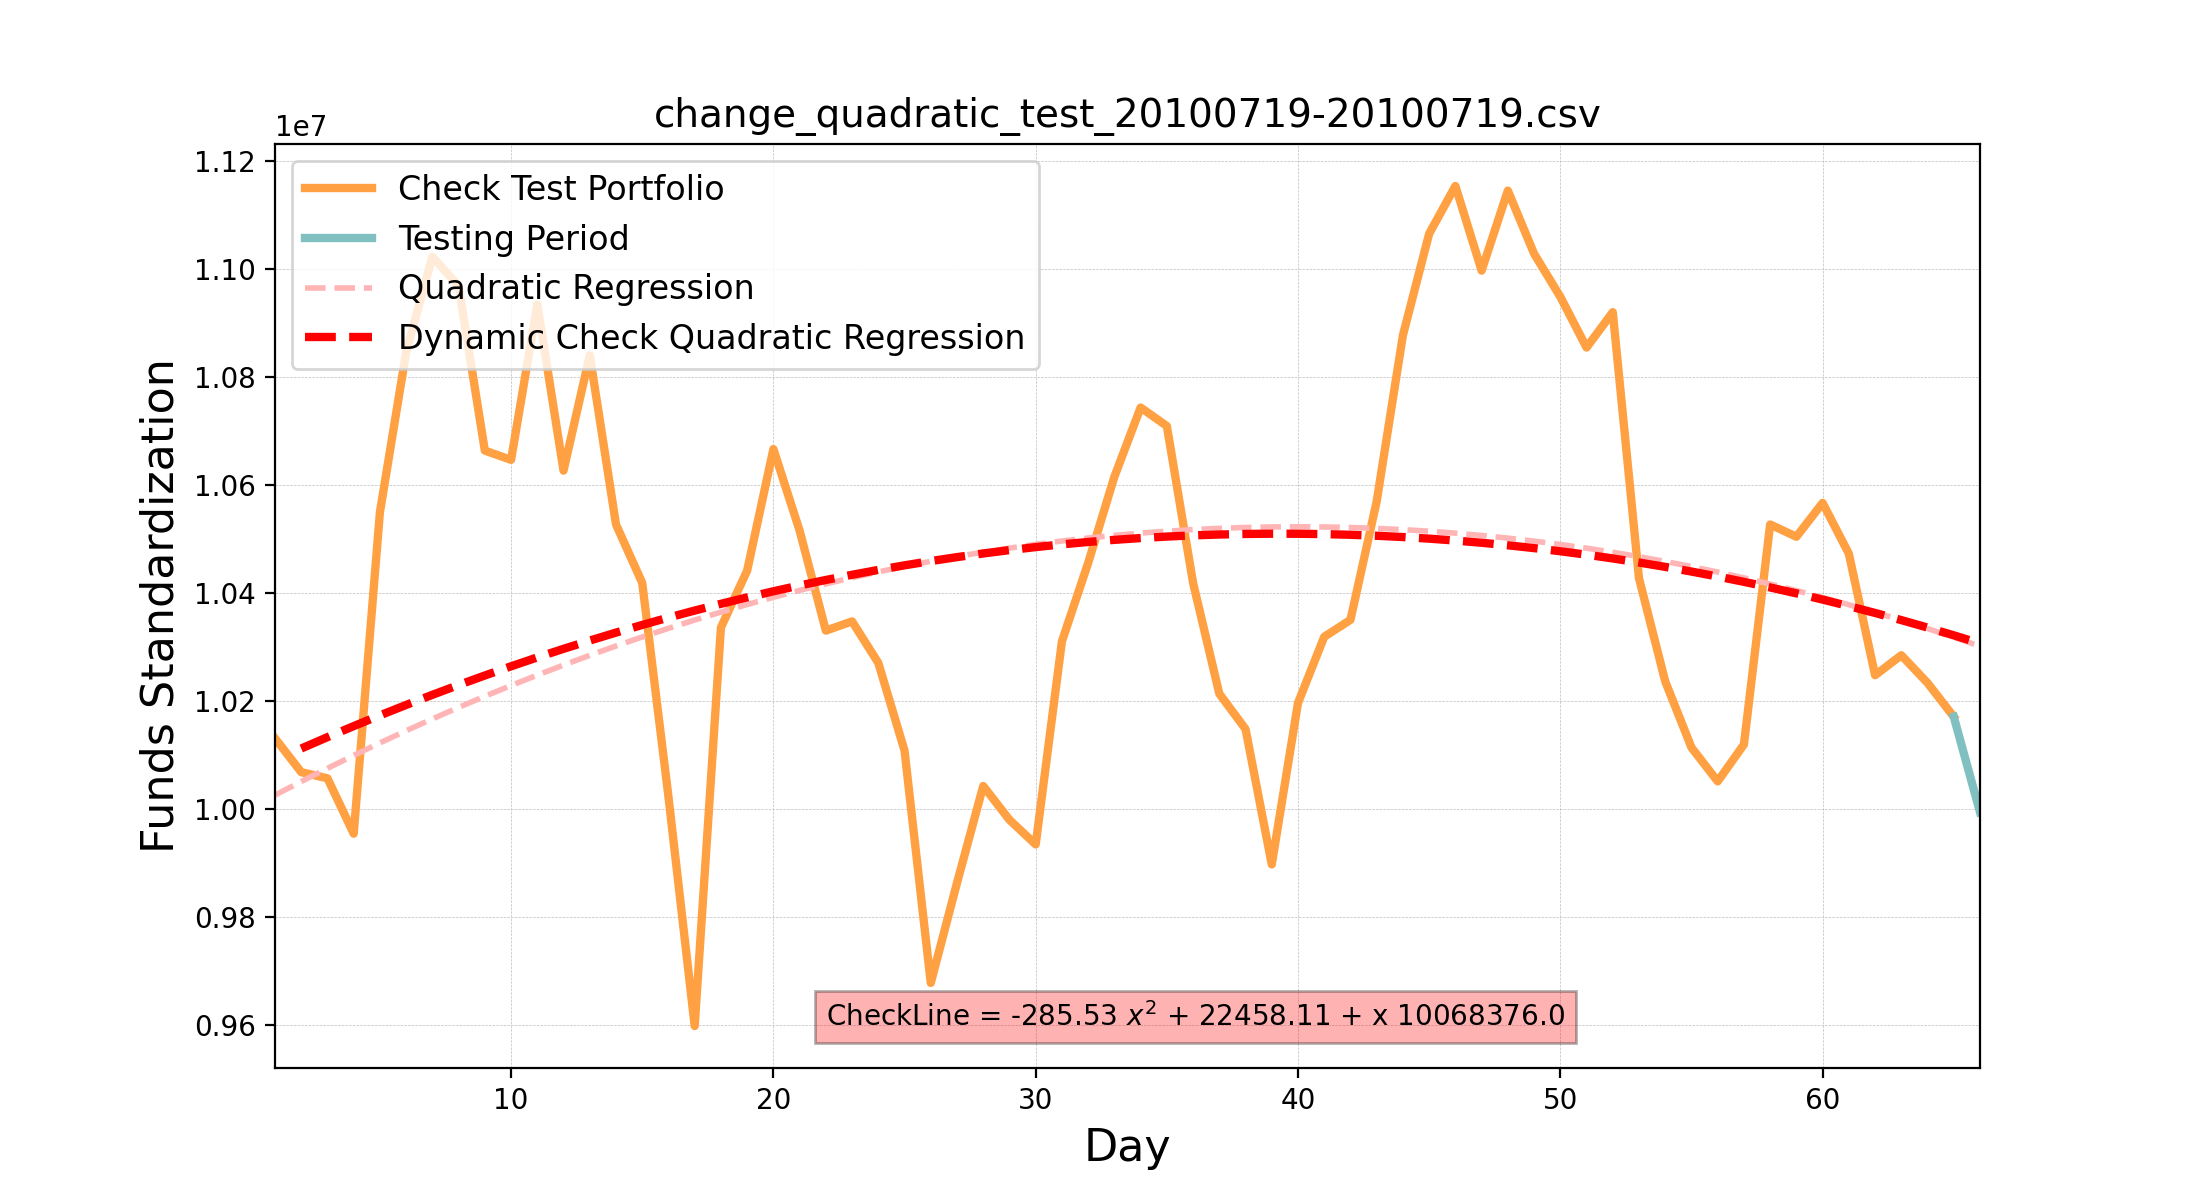 change_quadratic_test_20100719-20100719.csv
1e7
1.12
1.10
1.08
1.06
1.04
1.02
1.00
0.98
0.96
Funds Standardization
Check Test Portfolio
Testing Period
Quadratic Regression
Dynamic Check Quadratic Regression
CheckLine = -285.53 x² + 22458.11 + x 10068376.0
10 20 30 40 50 60
Day